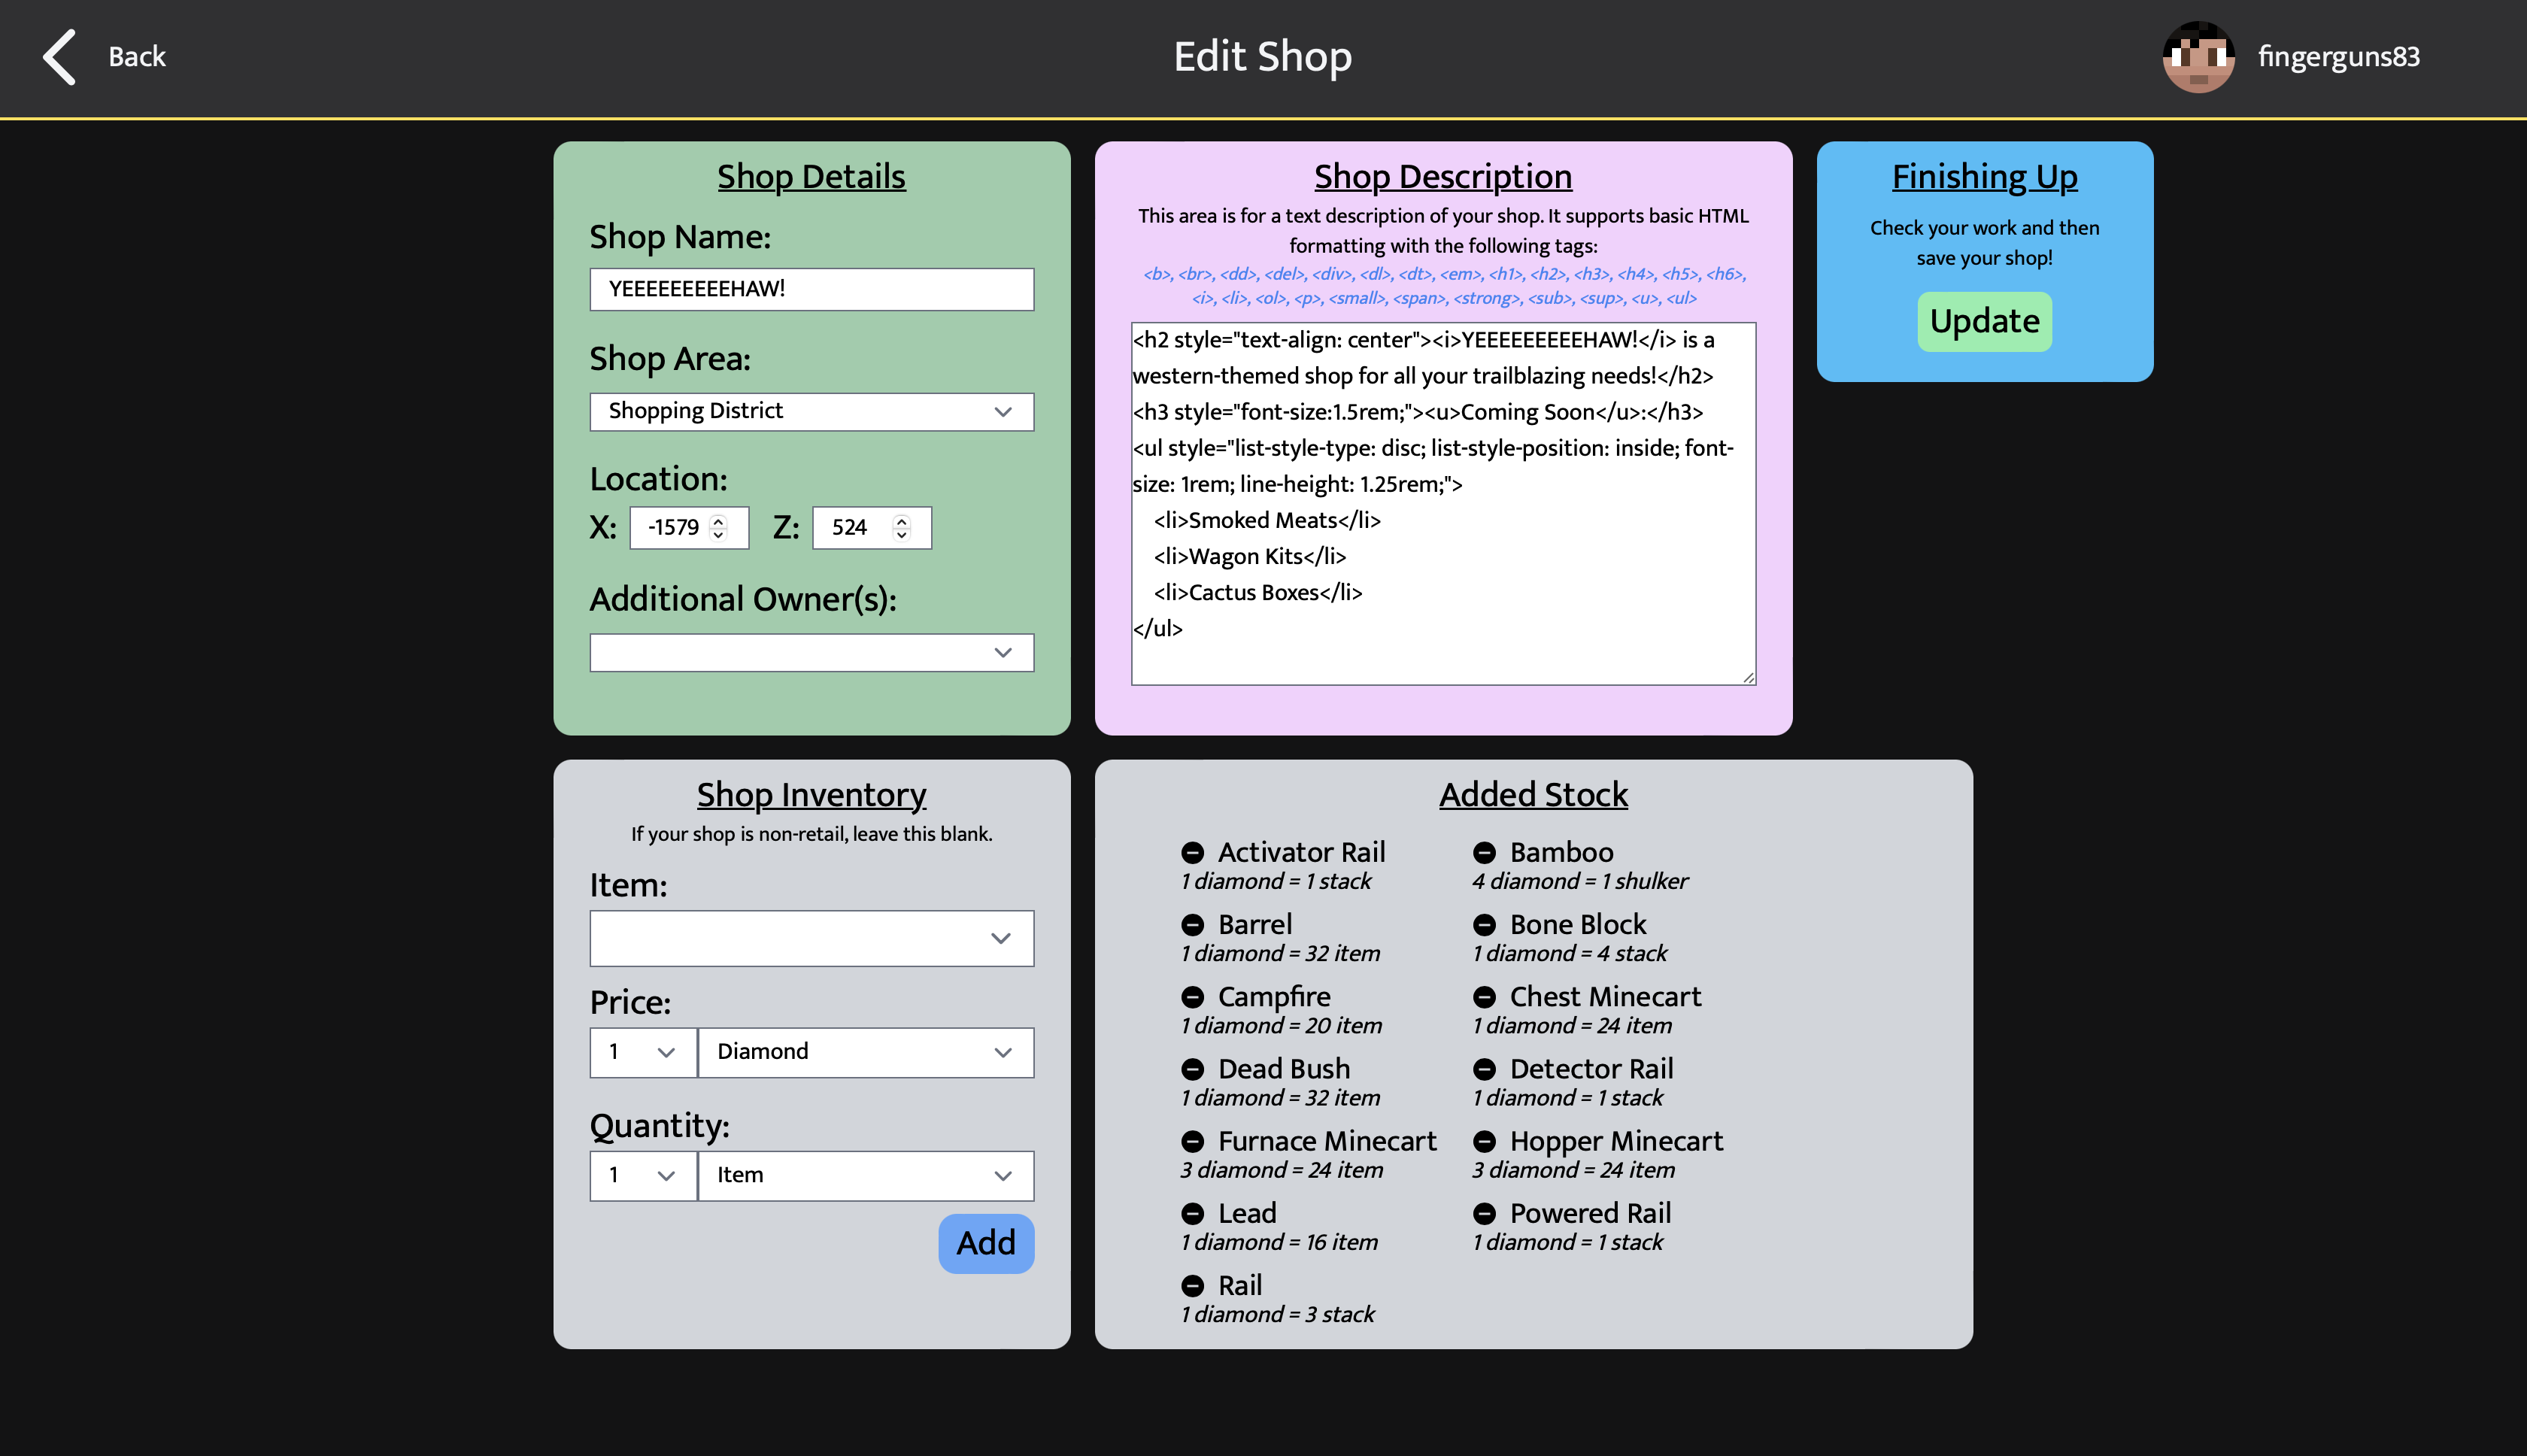 Back
Edit Shop
fingerguns83
Shop Details
Shop Name:
YEEEEEEEEEHAW!
Shop Area:
Shopping District
Location:
X: -1579 Z: 524
Additional Owner(s):
Shop Description
This area is for a text description of your shop. It supports basic HTML
formatting with the following tags:
<b>, <br>, <dd>, <del>, <div>, <dl>, <dt>, <em>, <h1>, <h2>, <h3>, <h4>, <h5>, <h6>,
<i>, <li>, <ol>, <p>, <small>, <span>, <strong>, <sub>, <sup>, <u>, <ul>
<h2 style="text-align: center"><i>YEEEEEEEEEHAW!</i> is a
western-themed shop for all your trailblazing needs!</h2>
<h3 style="font-size:1.5rem;"><u>Coming Soon</u>:</h3>
<ul style="list-style-type: disc; list-style-position: inside; font-
size: 1rem; line-height: 1.25rem;">
<li>Smoked Meats</li>
<li>Wagon Kits</li>
<li>Cactus Boxes</li>
</ul>
Finishing Up
Check your work and then
save your shop!
Update
Shop Inventory
If your shop is non-retail, leave this blank.
Item:
Price:
1 Diamond
Quantity:
1 Item
Add
Added Stock
Activator Rail
1 diamond = 1 stack
Bamboo
4 diamond = 1 shulker
Barrel
1 diamond = 32 item
Bone Block
1 diamond = 4 stack
Campfire
1 diamond = 20 item
Chest Minecart
1 diamond = 24 item
Dead Bush
1 diamond = 32 item
Detector Rail
1 diamond = 1 stack
Furnace Minecart
3 diamond = 24 item
Hopper Minecart
3 diamond = 24 item
Lead
1 diamond = 16 item
Powered Rail
1 diamond = 1 stack
Rail
1 diamond = 3 stack